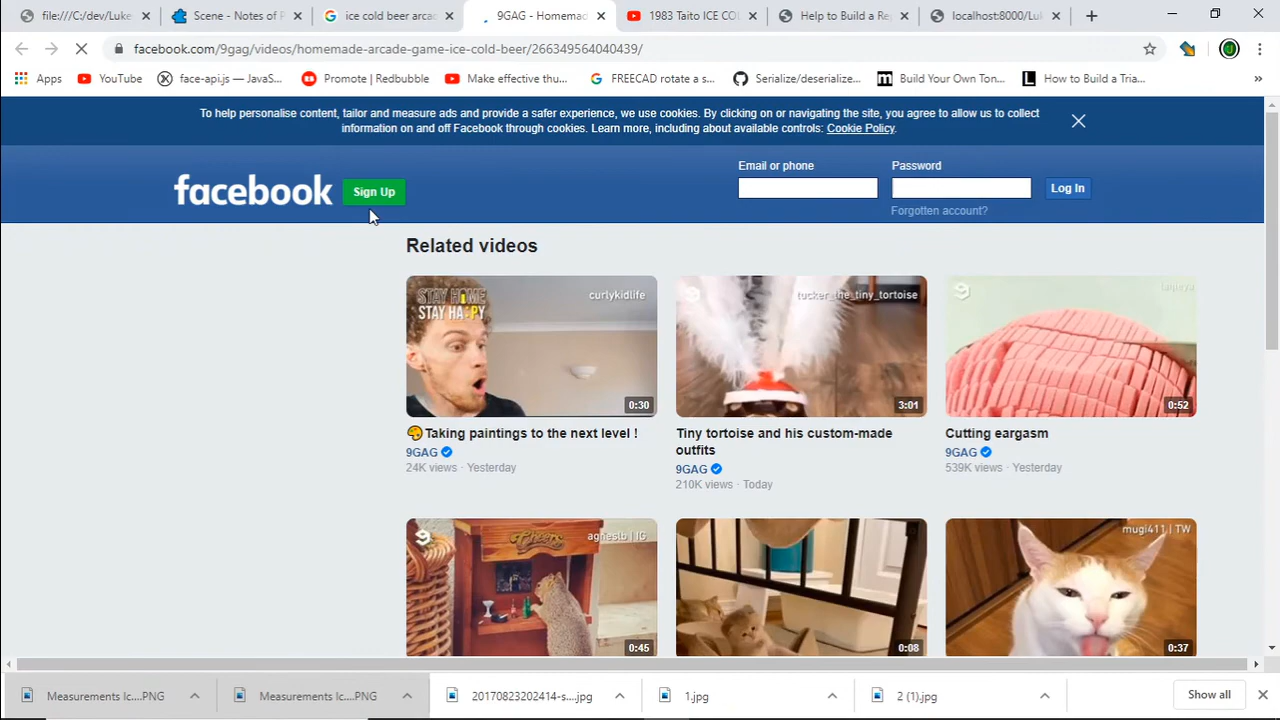 file:///C:/dev/Luke
Scene - Notes of P
ice cold beer arca
9GAG - Homemac
1983 Taito ICE CO
Help to Build a Re
localhost:8000/Luk
facebook.com/9gag/videos/homemade-arcade-game-ice-cold-beer/266349564040439/
Apps
YouTube
face-api.js — JavaS...
Promote | Redbubble
Make effective thu...
FREECAD rotate a s...
Serialize/deserialize...
Build Your Own Ton...
How to Build a Tria...
»
To help personalise content, tailor and measure ads and provide a safer experience, we use cookies. By clicking on or navigating the site, you agree to allow us to collect
information on and off Facebook through cookies. Learn more, including about available controls: Cookie Policy.
facebook
Sign Up
Email or phone
Password
Log In
Forgotten account?
Related videos
STAY HOME
STAY HAPPY
curlykidlife
0:30
tucker_the_tiny_tortoise
3:01
0:52
Taking paintings to the next level !
9GAG
24K views · Yesterday
Tiny tortoise and his custom-made
outfits
9GAG
210K views · Today
Cutting eargasm
9GAG
539K views · Yesterday
Cheers
agneslb | IG
0:45
0:08
mugi411 | TW
0:37
Measurements Ic....PNG
Measurements Ic....PNG
20170823202414-s....jpg
1.jpg
2 (1).jpg
Show all